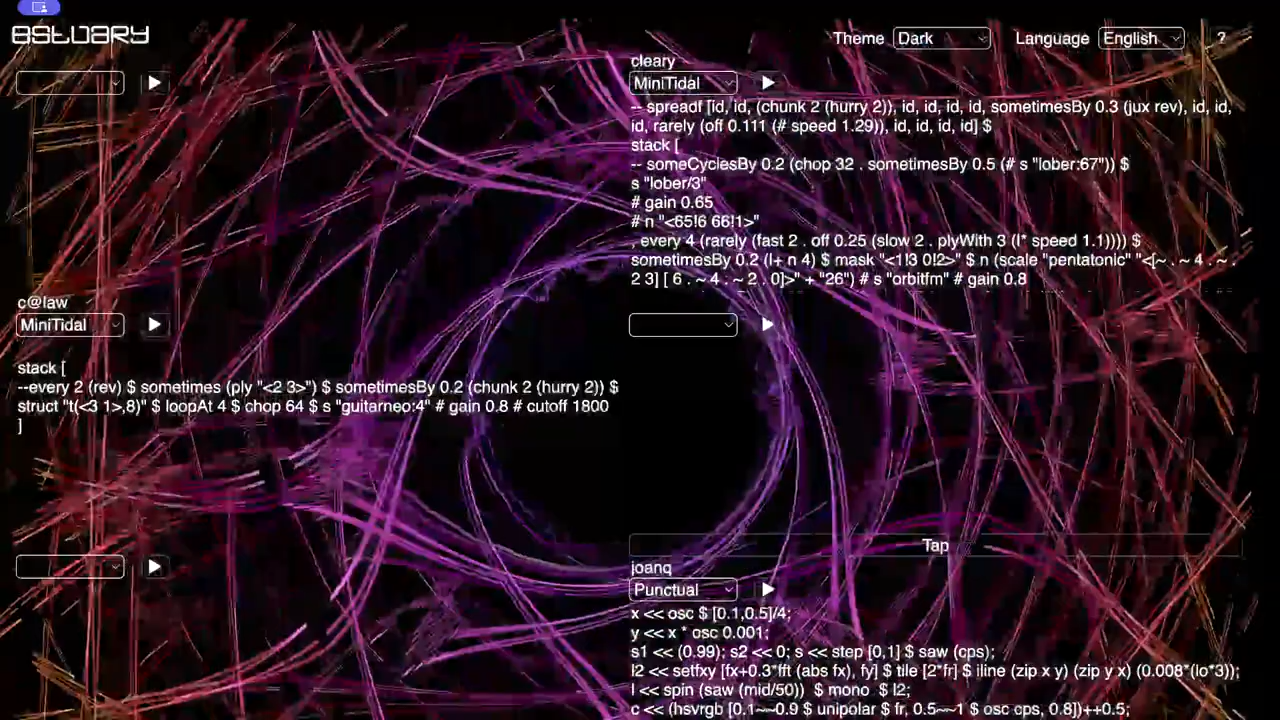 estuary
Theme Dark Language English ?
cleary
MiniTidal
-- spreadf [id, id, (chunk 2 (hurry 2)), id, id, id, id, sometimesBy 0.3 (jux rev), id, id,
id, rarely (off 0.111 (# speed 1.29)), id, id, id, id] $
stack [
-- someCyclesBy 0.2 (chop 32 . sometimesBy 0.5 (# s "lober:67")) $
s "lober/3"
# gain 0.65
# n "<65!6 66!1>"
, every 4 (rarely (fast 2 . off 0.25 (slow 2 . plyWith 3 (|* speed 1.1)))) $
sometimesBy 0.2 (|+ n 4) $ mask "<1!3 0!2>" $ n (scale "pentatonic" "<[~ . ~ 4 . ~ .
2 3] [ 6 . ~ 4 . ~ 2 . 0]>" + "26") # s "orbitfm" # gain 0.8
c@law
MiniTidal
stack [
--every 2 (rev) $ sometimes (ply "<2 3>") $ sometimesBy 0.2 (chunk 2 (hurry 2)) $
struct "t(<3 1>,8)" $ loopAt 4 $ chop 64 $ s "guitarneo:4" # gain 0.8 # cutoff 1800
]
Tap
joanq
Punctual
x << osc $ [0.1,0.5]/4;
y << x * osc 0.001;
s1 << (0.99); s2 << 0; s << step [0,1] $ saw (cps);
l2 << setfxy [fx+0.3*fft (abs fx), fy] $ tile [2*fr] $ iline (zip x y) (zip y x) (0.008*(lo*3));
l << spin (saw (mid/50)) $ mono $ l2;
c << (hsvrgb [0.1~~0.9 $ unipolar $ fr, 0.5~~1 $ osc cps, 0.8])++0.5;